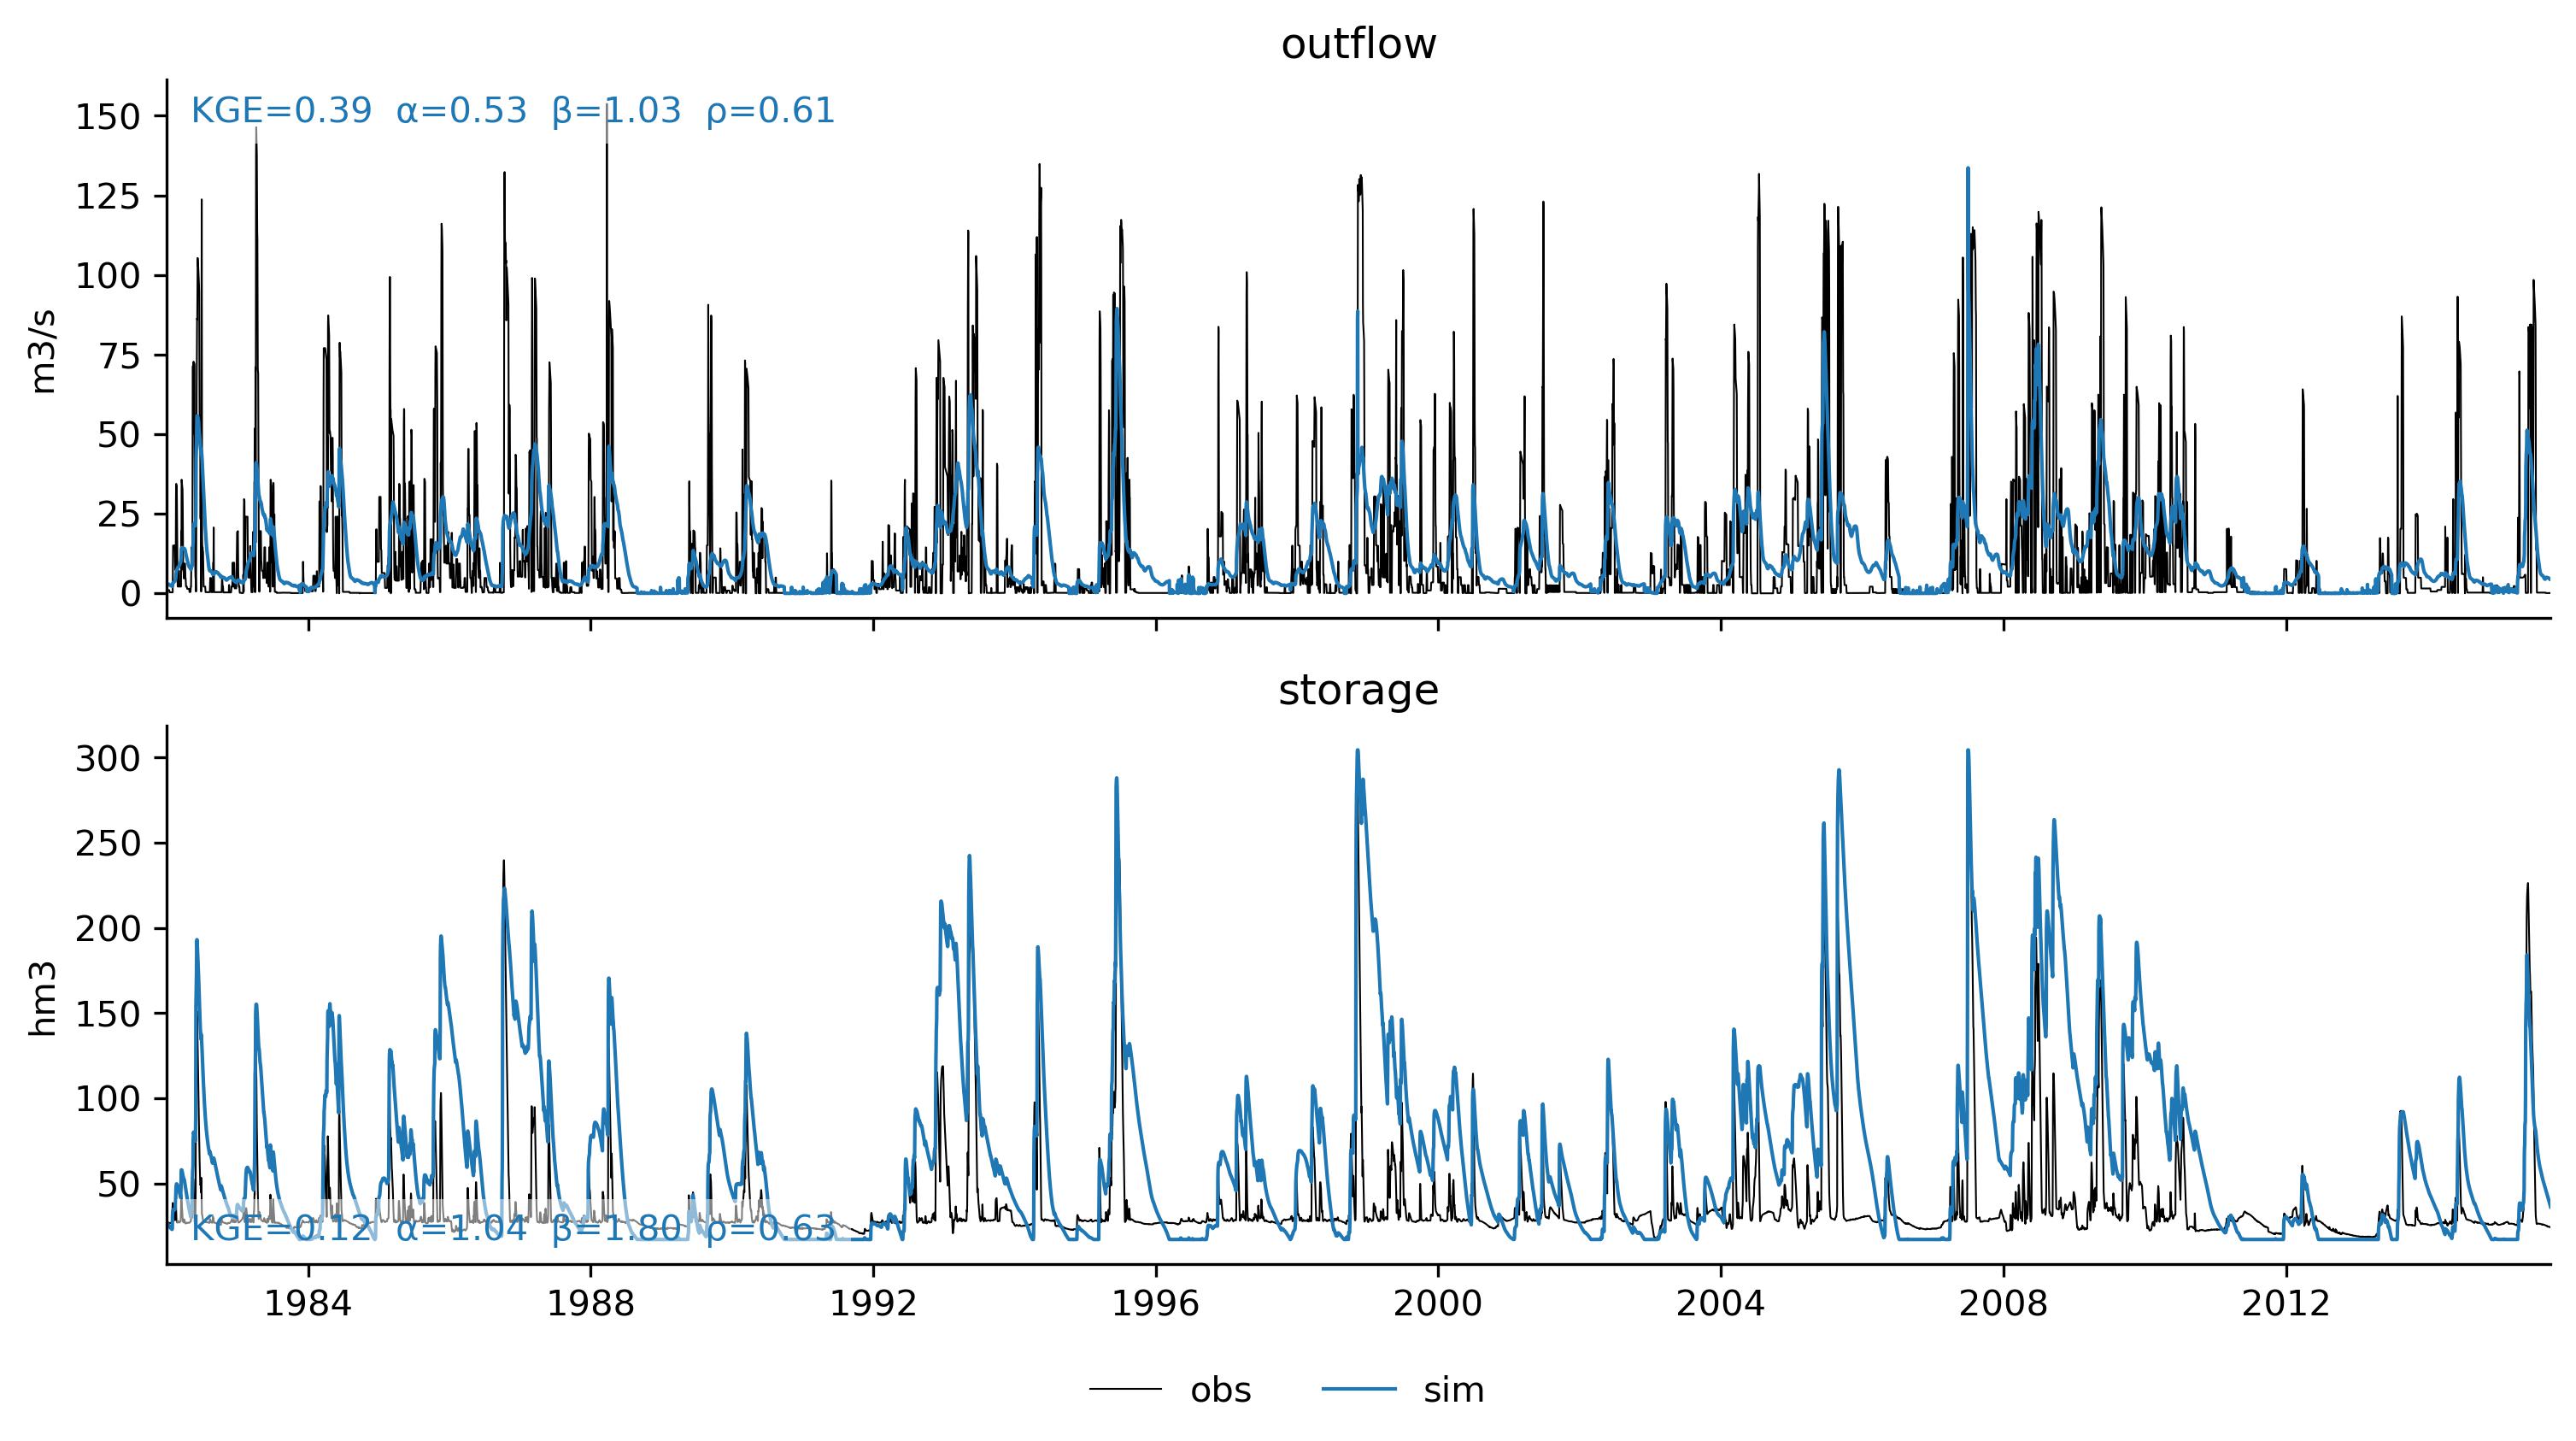 outflow
KGE=0.39 α=0.53 β=1.03 ρ=0.61
150
125
100
75
50
25
0
m3/s
storage
300
250
200
150
100
50
hm3
KGE=0.12 α=1.04 β=1.80 ρ=0.63
1984 1988 1992 1996 2000 2004 2008 2012
obs sim